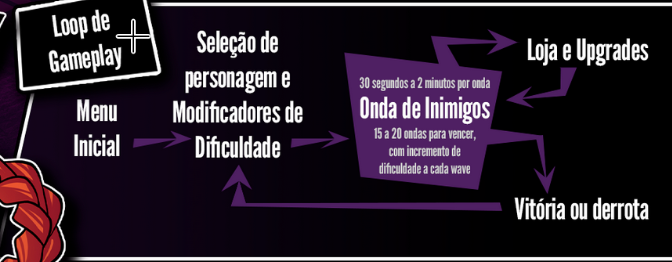 Loop de
Gameplay
Menu
Inicial
Seleção de
personagem e
Modificadores de
Dificuldade
30 segundos a 2 minutos por onda
Onda de Inimigos
15 a 20 ondas para vencer,
com incremento de
dificuldade a cada wave
Loja e Upgrades
Vitória ou derrota